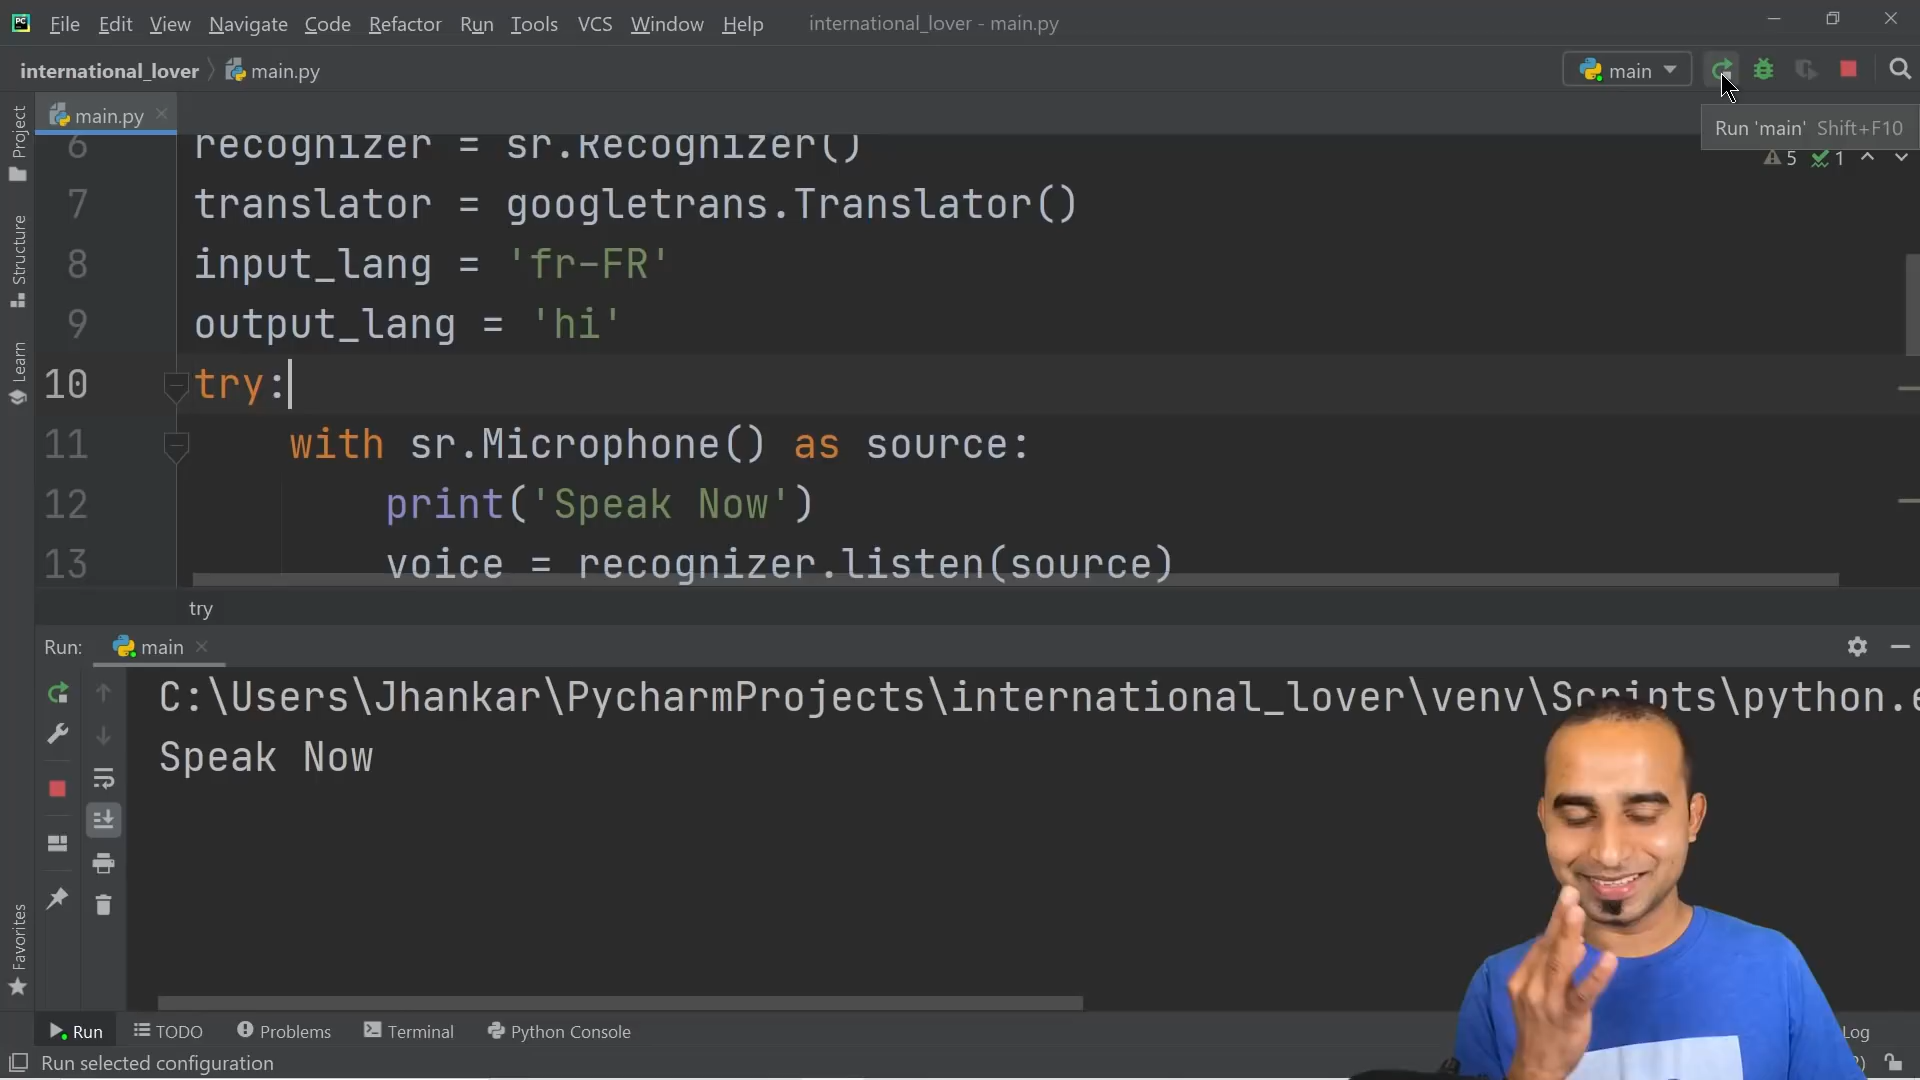 File Edit View Navigate Code Refactor Run Tools VCS Window Help international_lover - main.py
international_lover main.py main
Run 'main' Shift+F10
main.py
5 1
Project
Structure
Learn
Favorites
6 recognizer = sr.Recognizer()
7 translator = googletrans.Translator()
8 input_lang = 'fr-FR'
9 output_lang = 'hi'
10 try:
11 with sr.Microphone() as source:
12 print('Speak Now')
13 voice = recognizer.listen(source)
try
Run: main
C:\Users\Jhankar\PycharmProjects\international_lover\venv\Scripts\python.e
Speak Now
Run TODO Problems Terminal Python Console Log
Run selected configuration